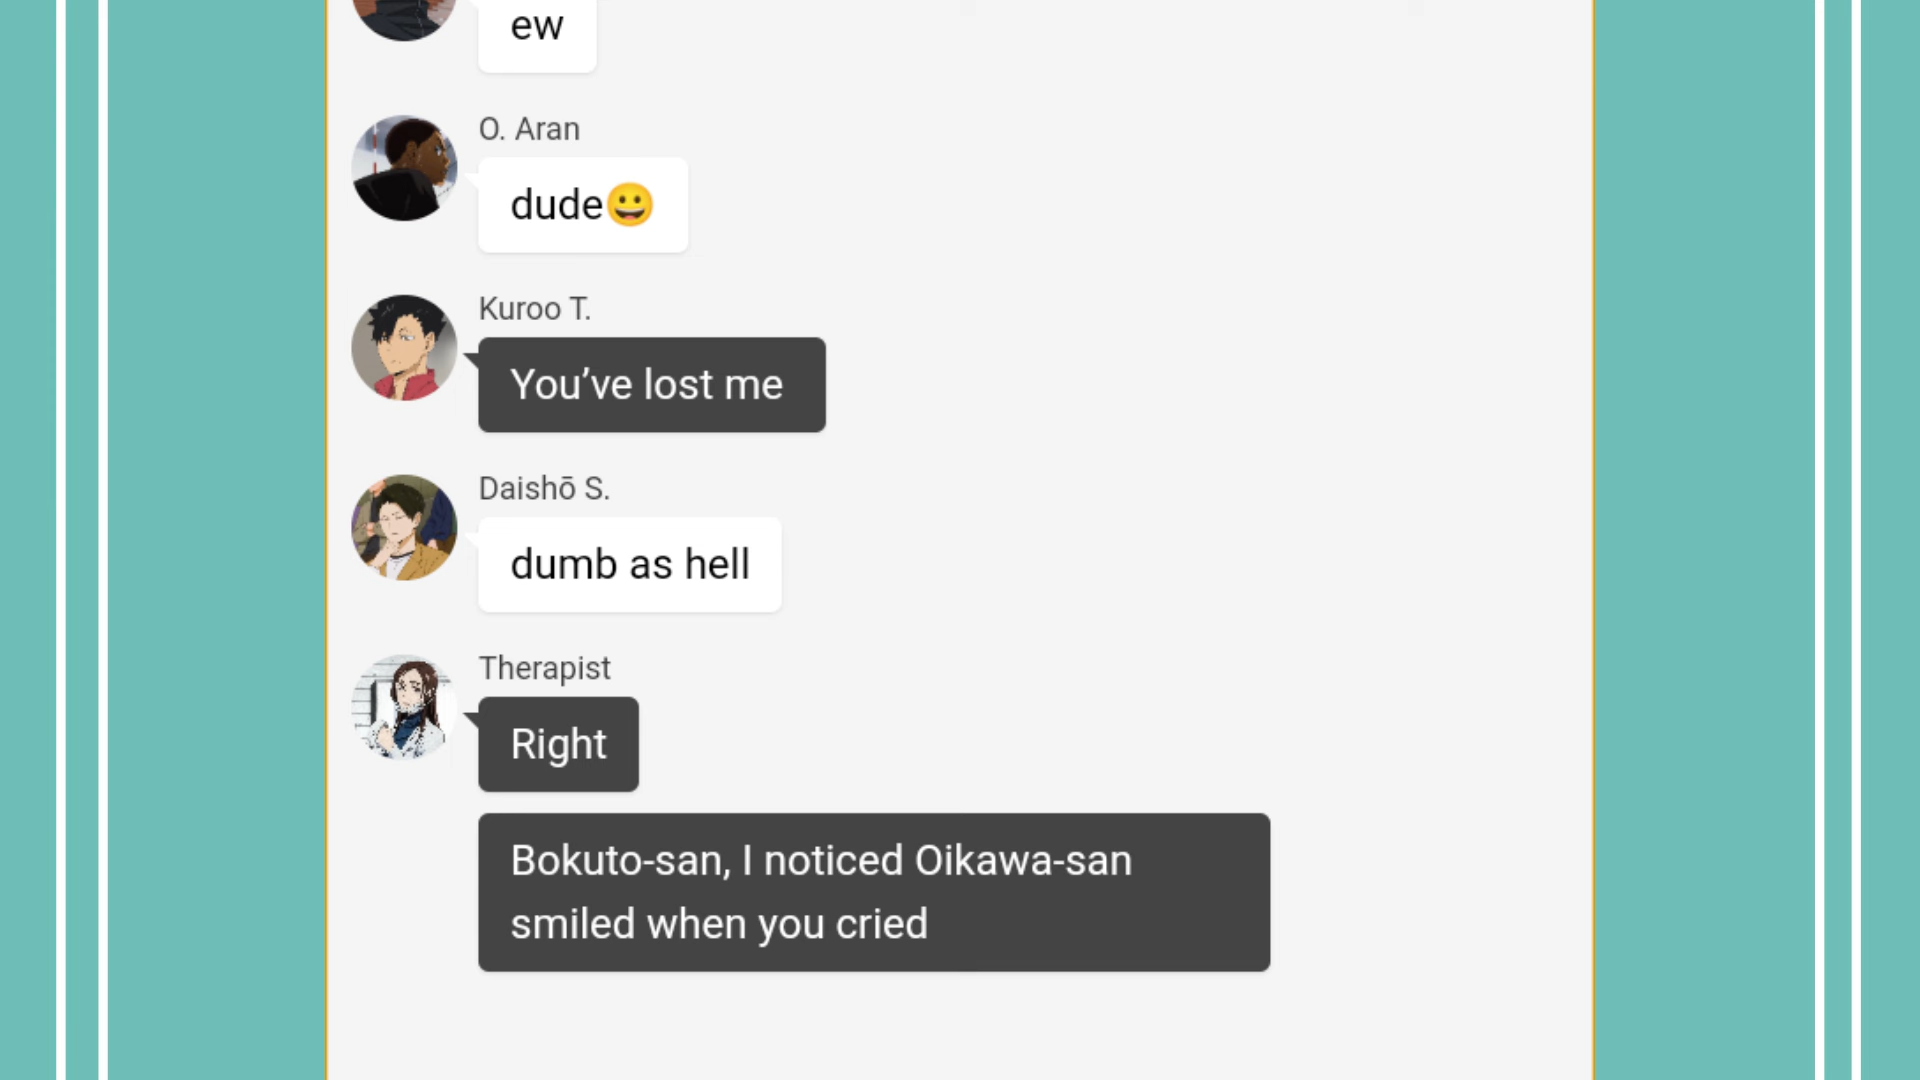 ew
O. Aran
dude😀
Kuroo T.
You’ve lost me
Daishō S.
dumb as hell
Therapist
Right
Bokuto-san, I noticed Oikawa-san
smiled when you cried